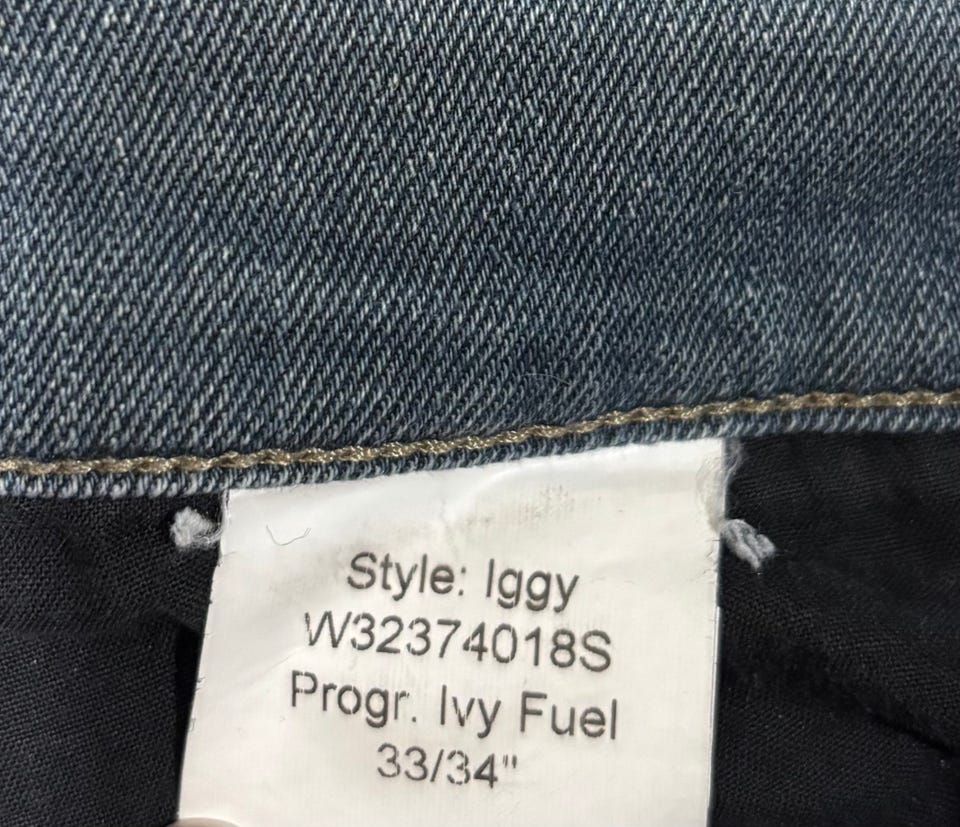 Style: Iggy
W32374018S
Progr. Ivy Fuel
33/34"